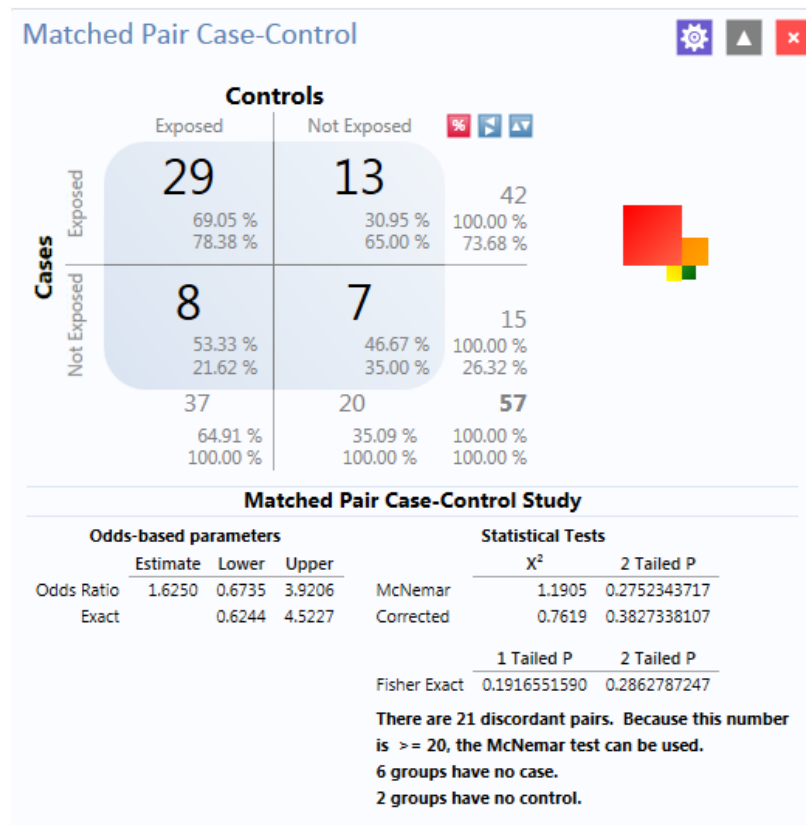 Matched Pair Case-Control
Controls
Exposed Not Exposed %
Cases
Exposed
29 13 42
69.05 % 30.95 % 100.00 %
78.38 % 65.00 % 73.68 %
Not Exposed
8 7 15
53.33 % 46.67 % 100.00 %
21.62 % 35.00 % 26.32 %
37 20 57
64.91 % 35.09 % 100.00 %
100.00 % 100.00 % 100.00 %
Matched Pair Case-Control Study
Odds-based parameters
Estimate Lower Upper
Odds Ratio 1.6250 0.6735 3.9206
Exact 0.6244 4.5227
Statistical Tests
X² 2 Tailed P
McNemar 1.1905 0.2752343717
Corrected 0.7619 0.3827338107
1 Tailed P 2 Tailed P
Fisher Exact 0.1916551590 0.2862787247
There are 21 discordant pairs. Because this number
is >= 20, the McNemar test can be used.
6 groups have no case.
2 groups have no control.